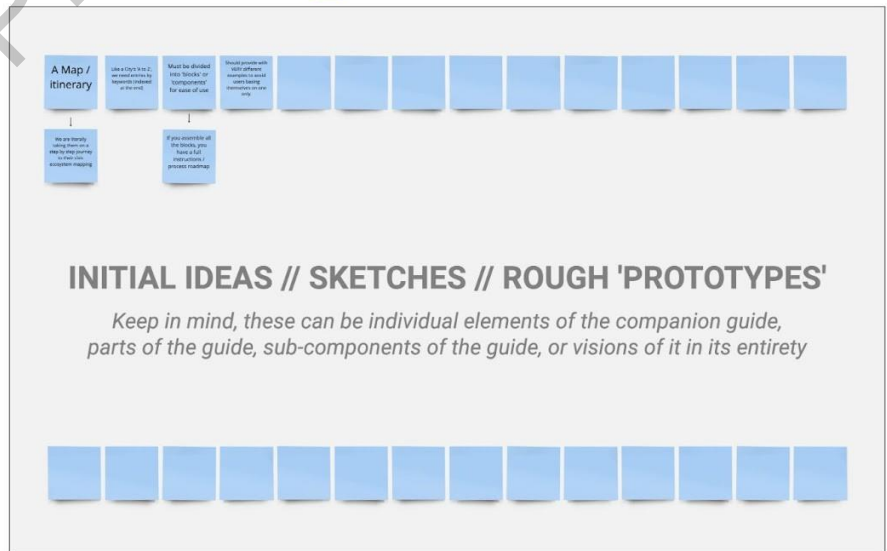 A Map /
itinerary
Like a City's 'A to Z',
we need entries by
keywords (indexed
at the end)
Must be divided
into 'blocks' or
'components'
for ease of use
Should provide with
VERY different
examples to avoid
users basing
themselves on one
only
We are literally
taking them on a
step by step journey
to their civic
ecosystem mapping
If you assemble all
the blocks, you
have a full
instructions /
process roadmap
INITIAL IDEAS // SKETCHES // ROUGH 'PROTOTYPES'
Keep in mind, these can be individual elements of the companion guide,
parts of the guide, sub-components of the guide, or visions of it in its entirety